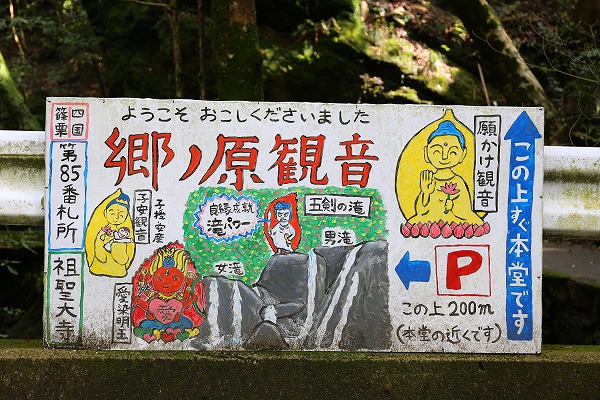 ようこそ おこしくださいました
郷ノ原観音
篠栗
四国
第85番札所
祖聖大寺
子安観音
子授・安産
愛染明王
良縁成就
滝パワー
五剣の滝
男滝
女滝
願かけ観音
P
この上200m
(本堂の近くです)
この上すぐ本堂です